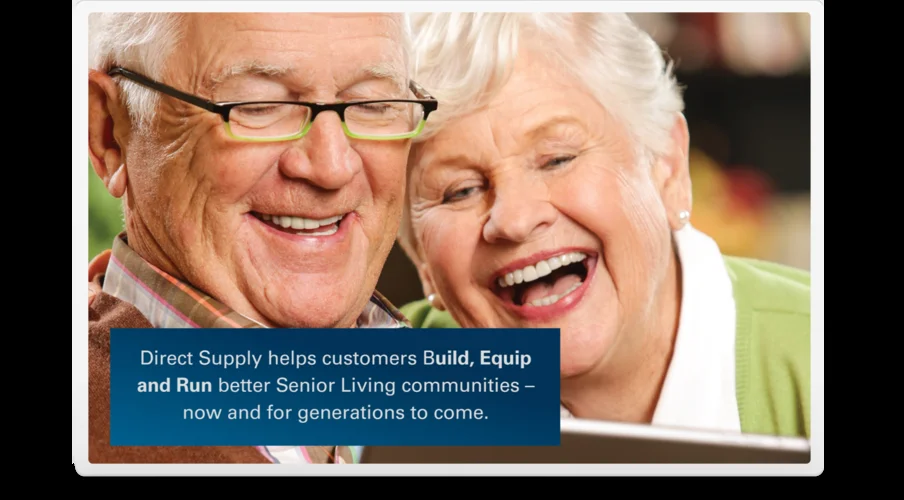 Direct Supply helps customers Build, Equip
and Run better Senior Living communities –
now and for generations to come.